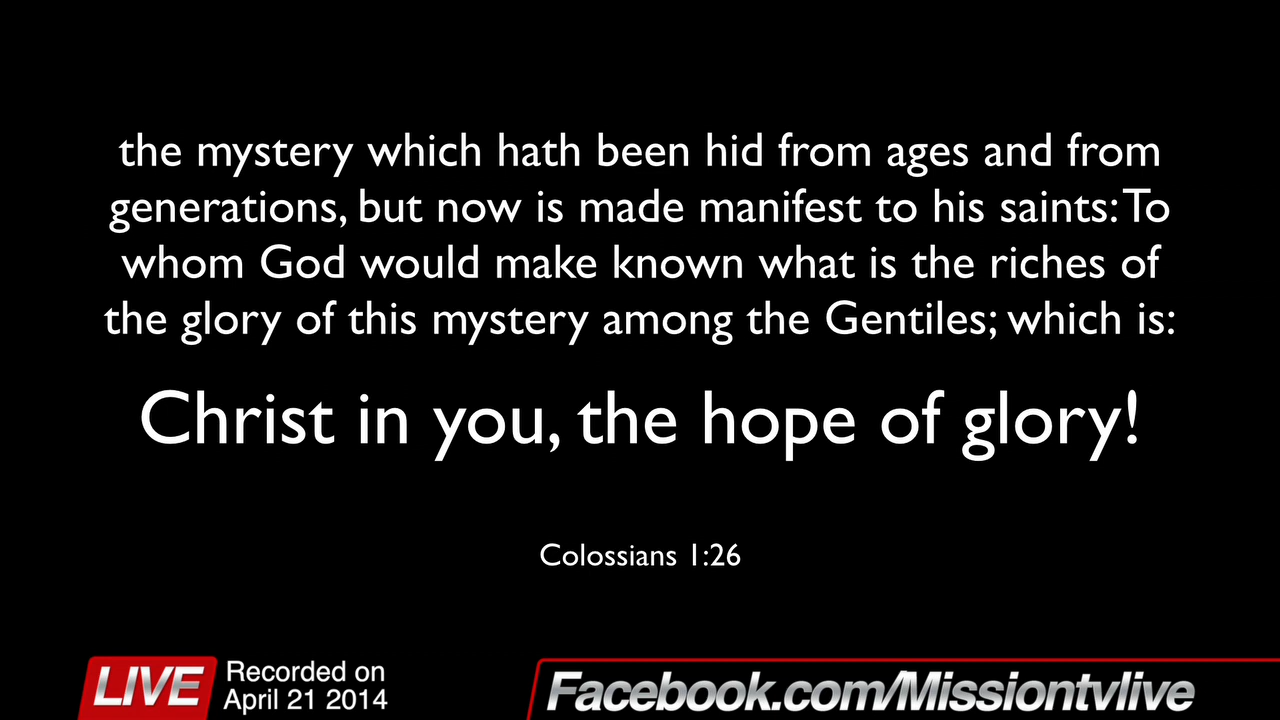 the mystery which hath been hid from ages and from
generations, but now is made manifest to his saints: To
whom God would make known what is the riches of
the glory of this mystery among the Gentiles; which is:
Christ in you, the hope of glory!
Colossians 1:26
LIVE
Recorded on
April 21 2014
Facebook.com/Missiontvlive